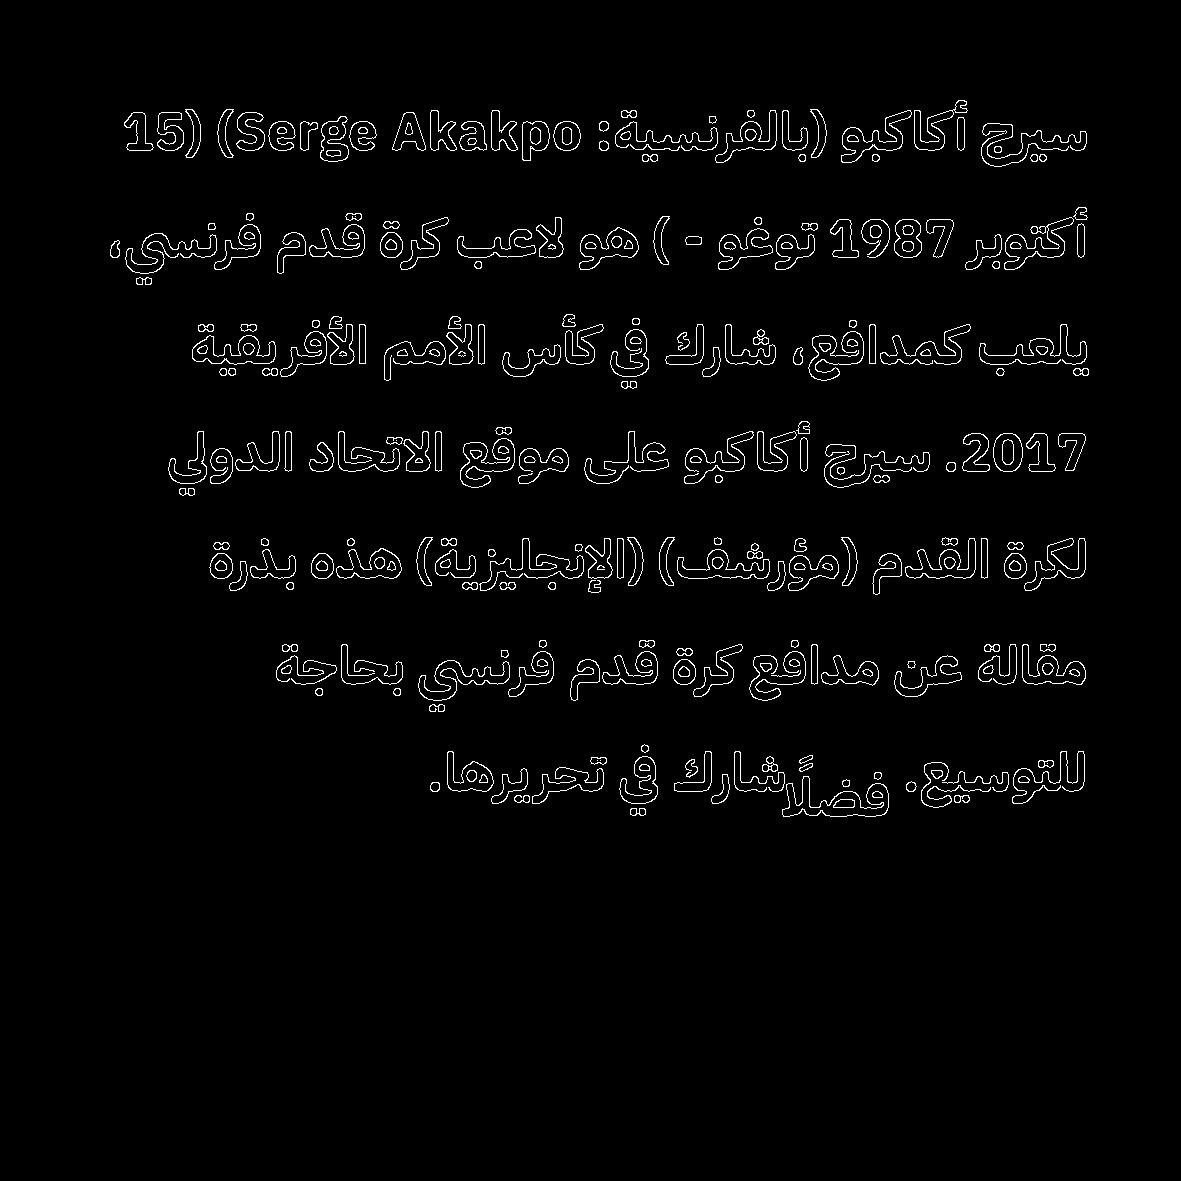 سيرج أكاكبو (بالفرنسية: Serge Akakpo) (15
أكتوبر 1987 توغو - ) هو لاعب كرة قدم فرنسي،
يلعب كمدافع، شارك في كأس الأمم الأفريقية
2017. سيرج أكاكبو على موقع الاتحاد الدولي
لكرة القدم (مؤرشف) (الإنجليزية) هذه بذرة
مقالة عن مدافع كرة قدم فرنسي بحاجة
للتوسيع. فضلًا شارك في تحريرها.